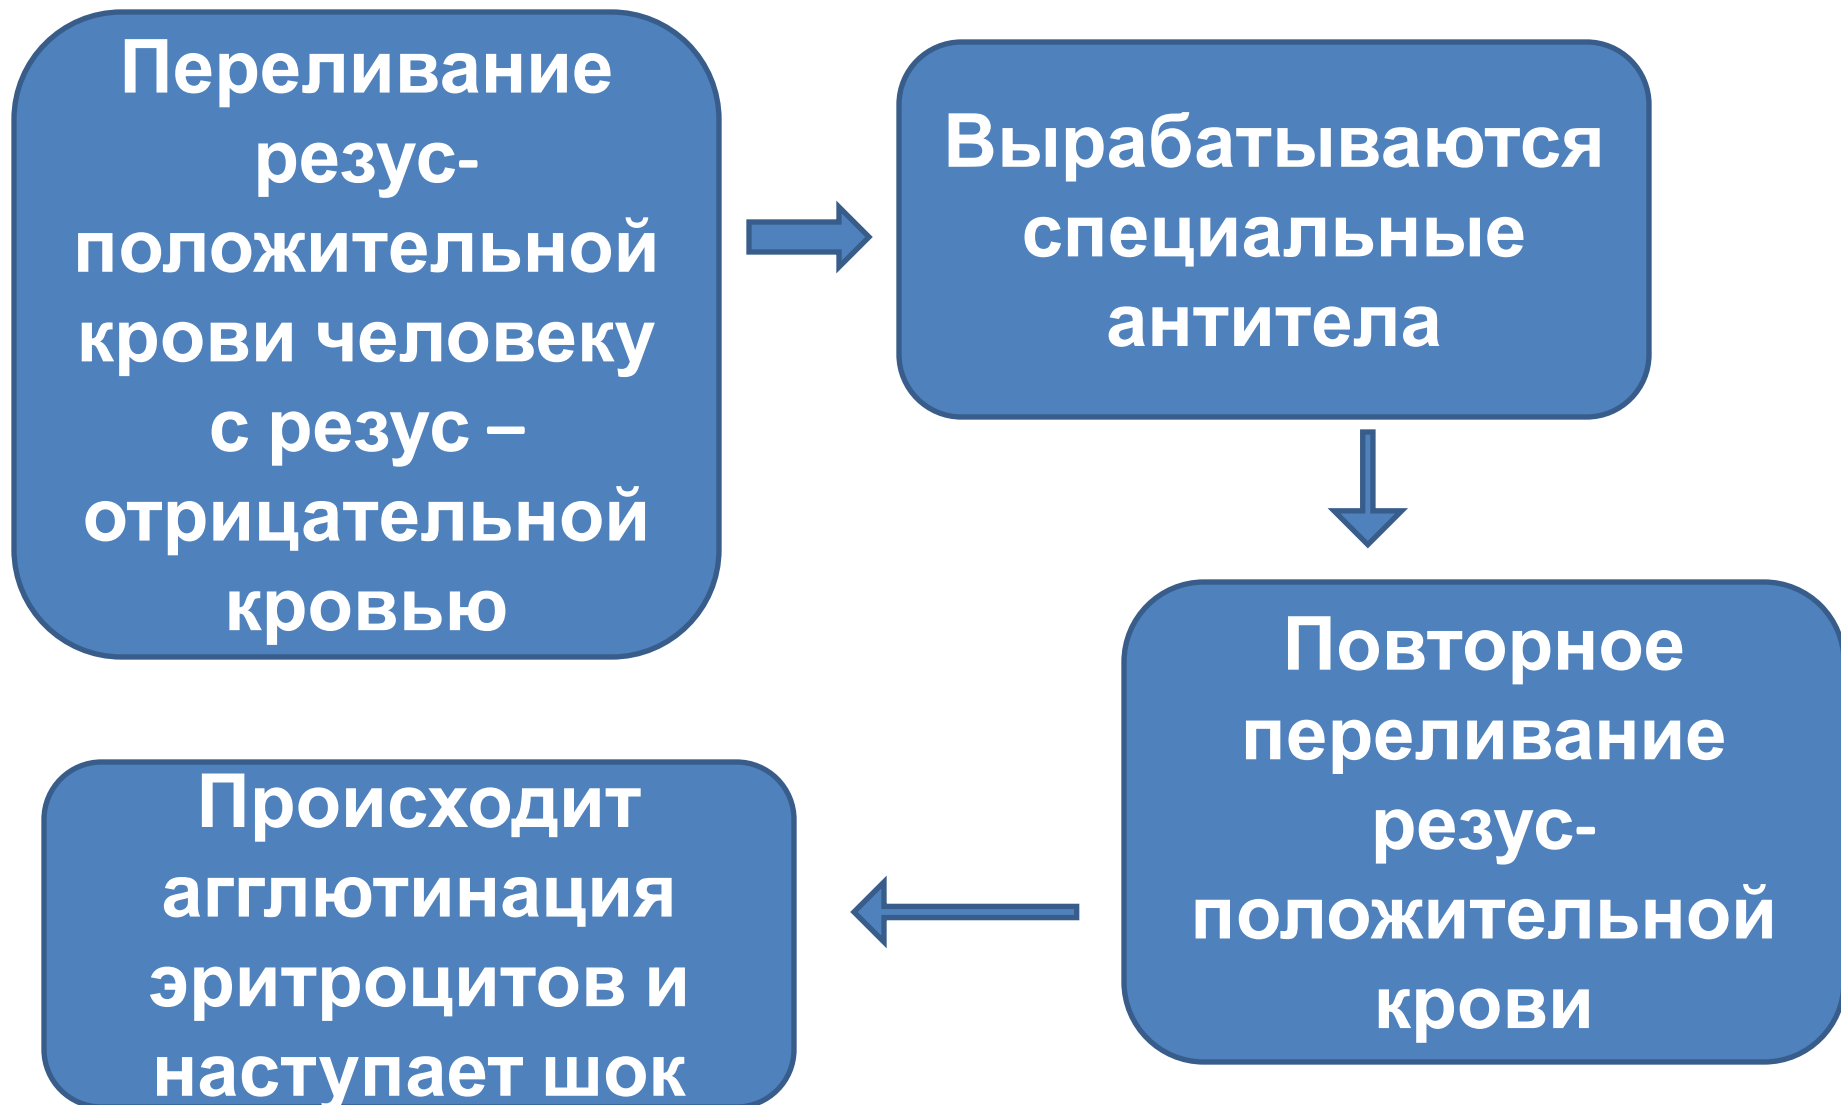 Переливание
резус-
положительной
крови человеку
с резус –
отрицательной
кровью
Вырабатываются
специальные
антитела
Повторное
переливание
резус-
положительной
крови
Происходит
агглютинация
эритроцитов и
наступает шок